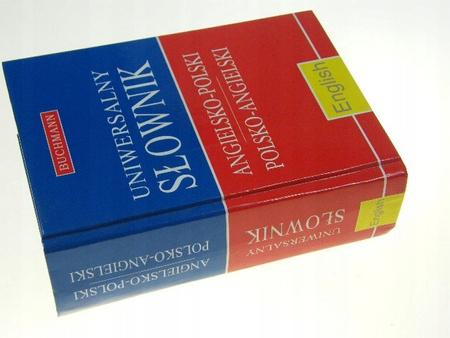 BUCHMANN
UNIWERSALNY
SŁOWNIK
ANGIELSKO-POLSKI
POLSKO-ANGIELSKI
English
UNIWERSALNY
SŁOWNIK
English
ANGIELSKO-POLSKI
POLSKO-ANGIELSKI